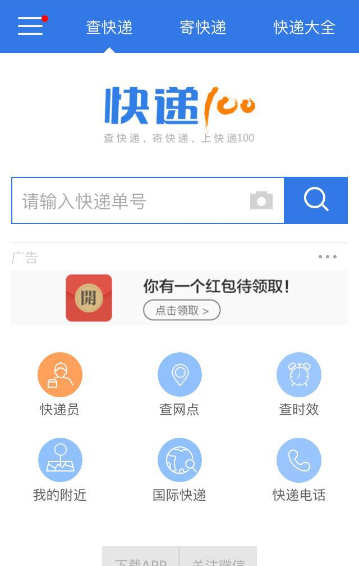 查快递 寄快递 快递大全
快递100
查快递，寄快递，上快递100
请输入快递单号
广告
開 你有一个红包待领取！
点击领取 >
快递员 查网点 查时效
我的附近 国际快递 快递电话
下载APP 关注微信